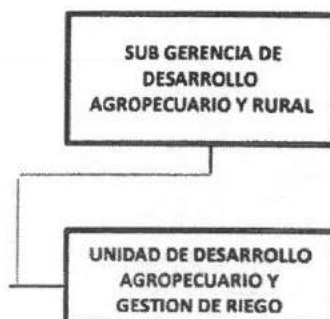 SUB GERENCIA DE
DESARROLLO
AGROPECUARIO Y RURAL
UNIDAD DE DESARROLLO
AGROPECUARIO Y
GESTION DE RIEGO